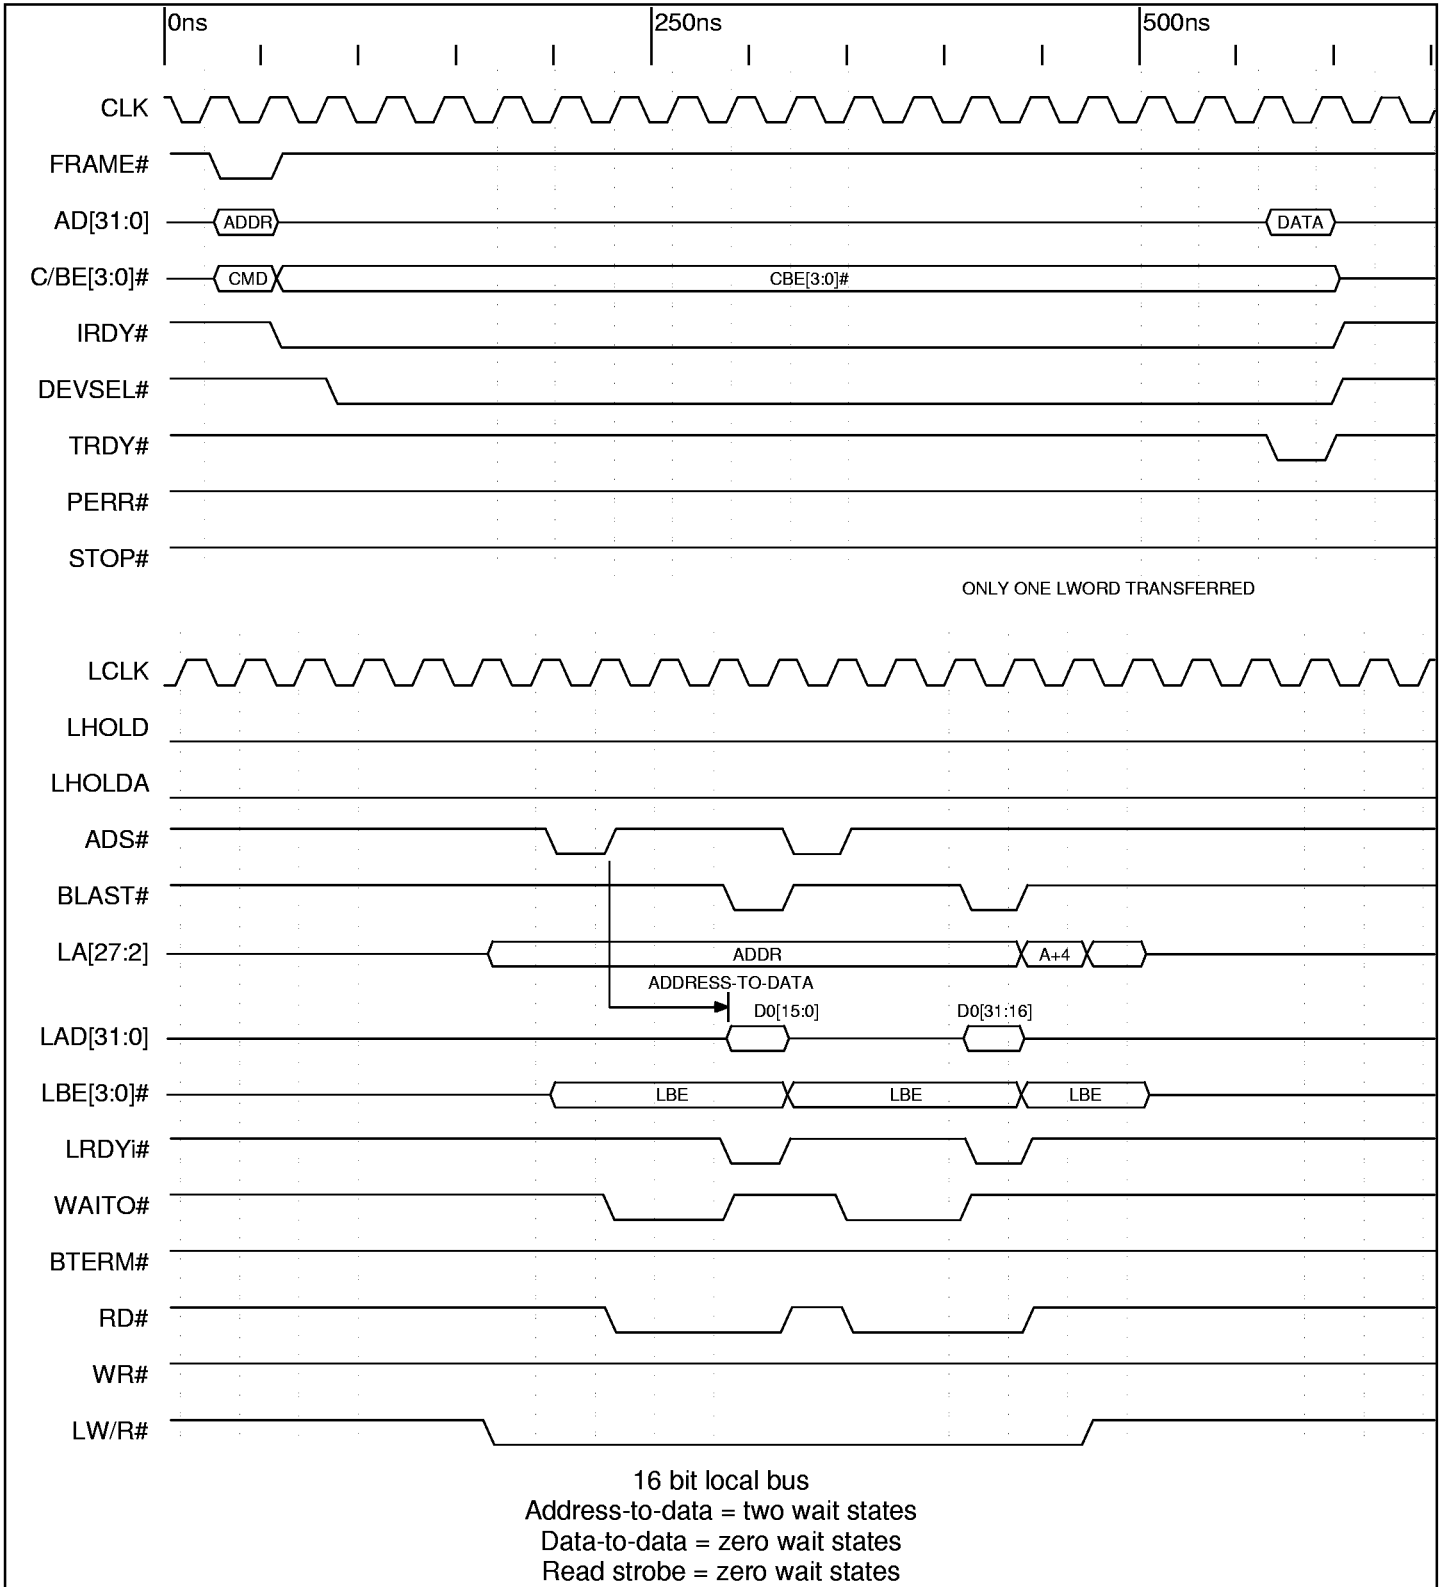 0ns 250ns 500ns
CLK
FRAME#
AD[31:0] ADDR DATA
C/BE[3:0]# CMD CBE[3:0]#
IRDY#
DEVSEL#
TRDY#
PERR#
STOP#
ONLY ONE LWORD TRANSFERRED
LCLK
LHOLD
LHOLDA
ADS#
BLAST#
LA[27:2] ADDR A+4
ADDRESS-TO-DATA
D0[15:0] D0[31:16]
LAD[31:0]
LBE[3:0]# LBE LBE LBE
LRDYi#
WAITO#
BTERM#
RD#
WR#
LW/R#
16 bit local bus
Address-to-data = two wait states
Data-to-data = zero wait states
Read strobe = zero wait states